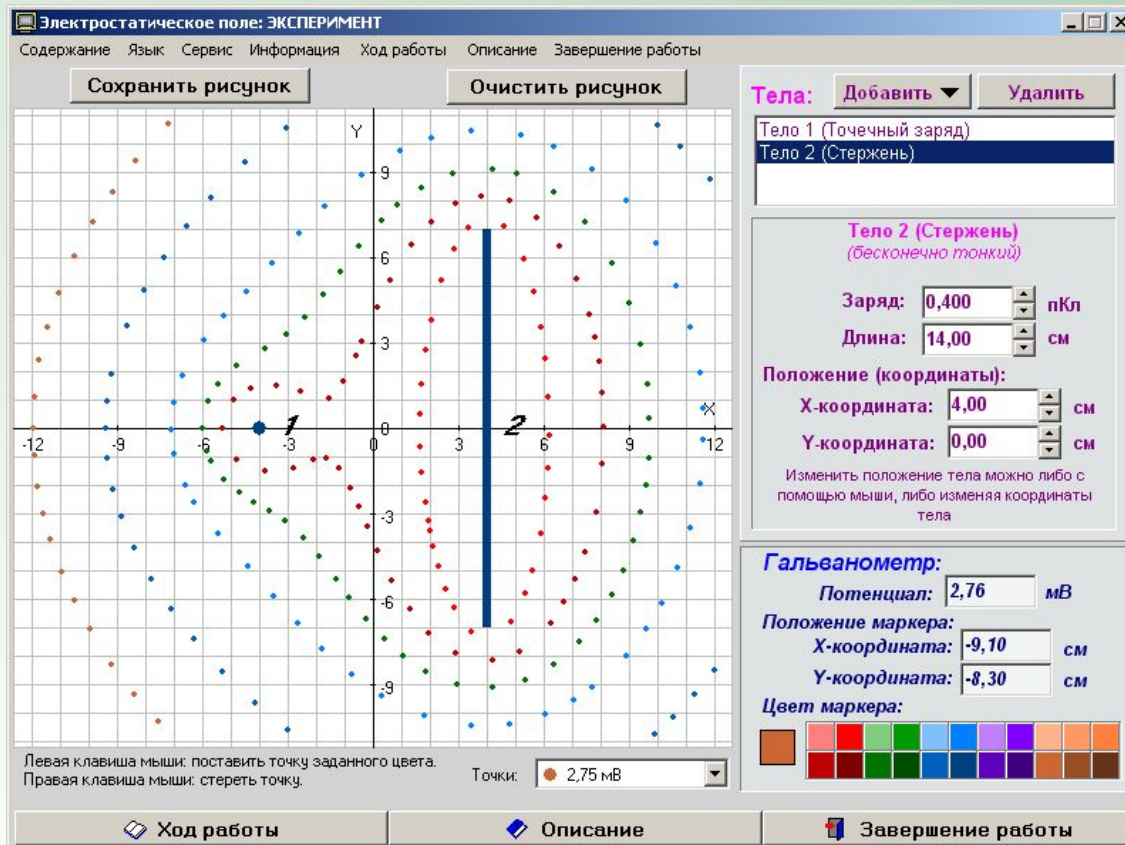 Электростатическое поле: ЭКСПЕРИМЕНТ
Содержание Язык Сервис Информация Ход работы Описание Завершение работы
Сохранить рисунок Очистить рисунок
Y
9
6
3
1 2 X
-12 -9 -6 -3 0 3 6 9 12
-3
-6
-9
Левая клавиша мыши: поставить точку заданного цвета.
Правая клавиша мыши: стереть точку.
Точки: 2,75 мВ
Тела: Добавить Удалить
Тело 1 (Точечный заряд)
Тело 2 (Стержень)
Тело 2 (Стержень)
(бесконечно тонкий)
Заряд: 0,400 пКл
Длина: 14,00 см
Положение (координаты):
X-координата: 4,00 см
Y-координата: 0,00 см
Изменить положение тела можно либо с
помощью мыши, либо изменяя координаты
тела
Гальванометр:
Потенциал: 2,76 мВ
Положение маркера:
X-координата: -9,10 см
Y-координата: -8,30 см
Цвет маркера:
Ход работы Описание Завершение работы